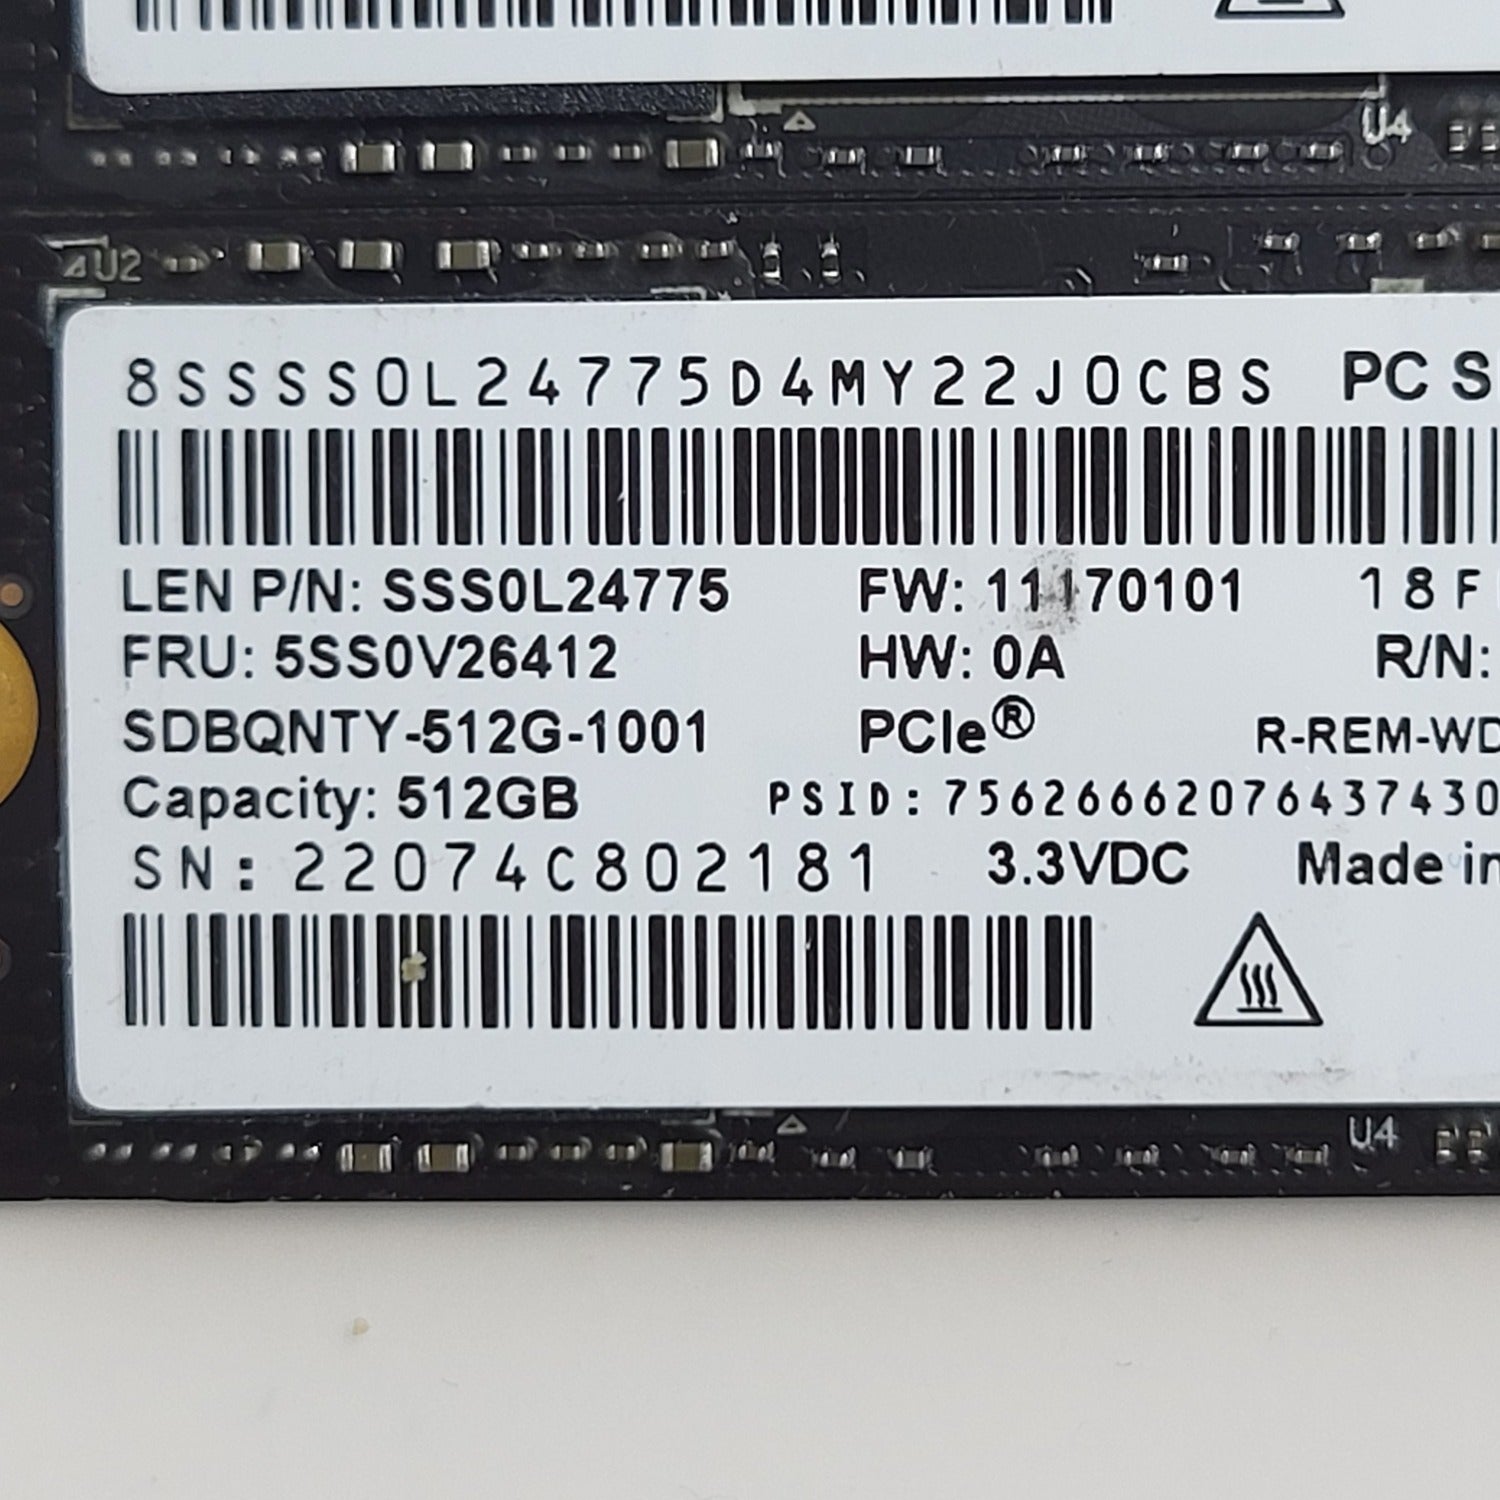 U4
U2
8SSSS0L24775D4MY22J0CBS PC S
LEN P/N: SSS0L24775 FW: 11170101 18F
FRU: 5SS0V26412 HW: 0A R/N:
SDBQNTY-512G-1001 PCIe® R-REM-WD
Capacity: 512GB PSID: 75626662076437430
SN: 22074C802181 3.3VDC Made in
U4